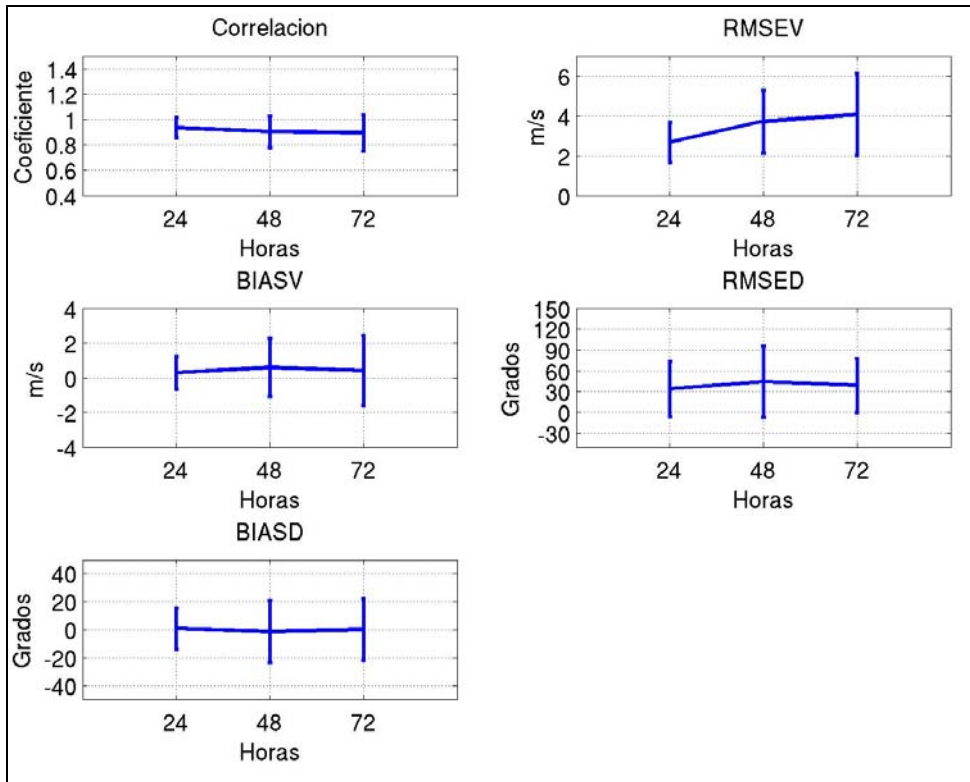 Correlacion
Coeficiente
1.4
1.2
1
0.8
0.6
0.4
24 48 72
Horas
RMSEV
m/s
6
4
2
0
24 48 72
Horas
BIASV
m/s
4
2
0
-2
-4
24 48 72
Horas
RMSED
Grados
150
120
90
60
30
0
-30
24 48 72
Horas
BIASD
Grados
40
20
0
-20
-40
24 48 72
Horas